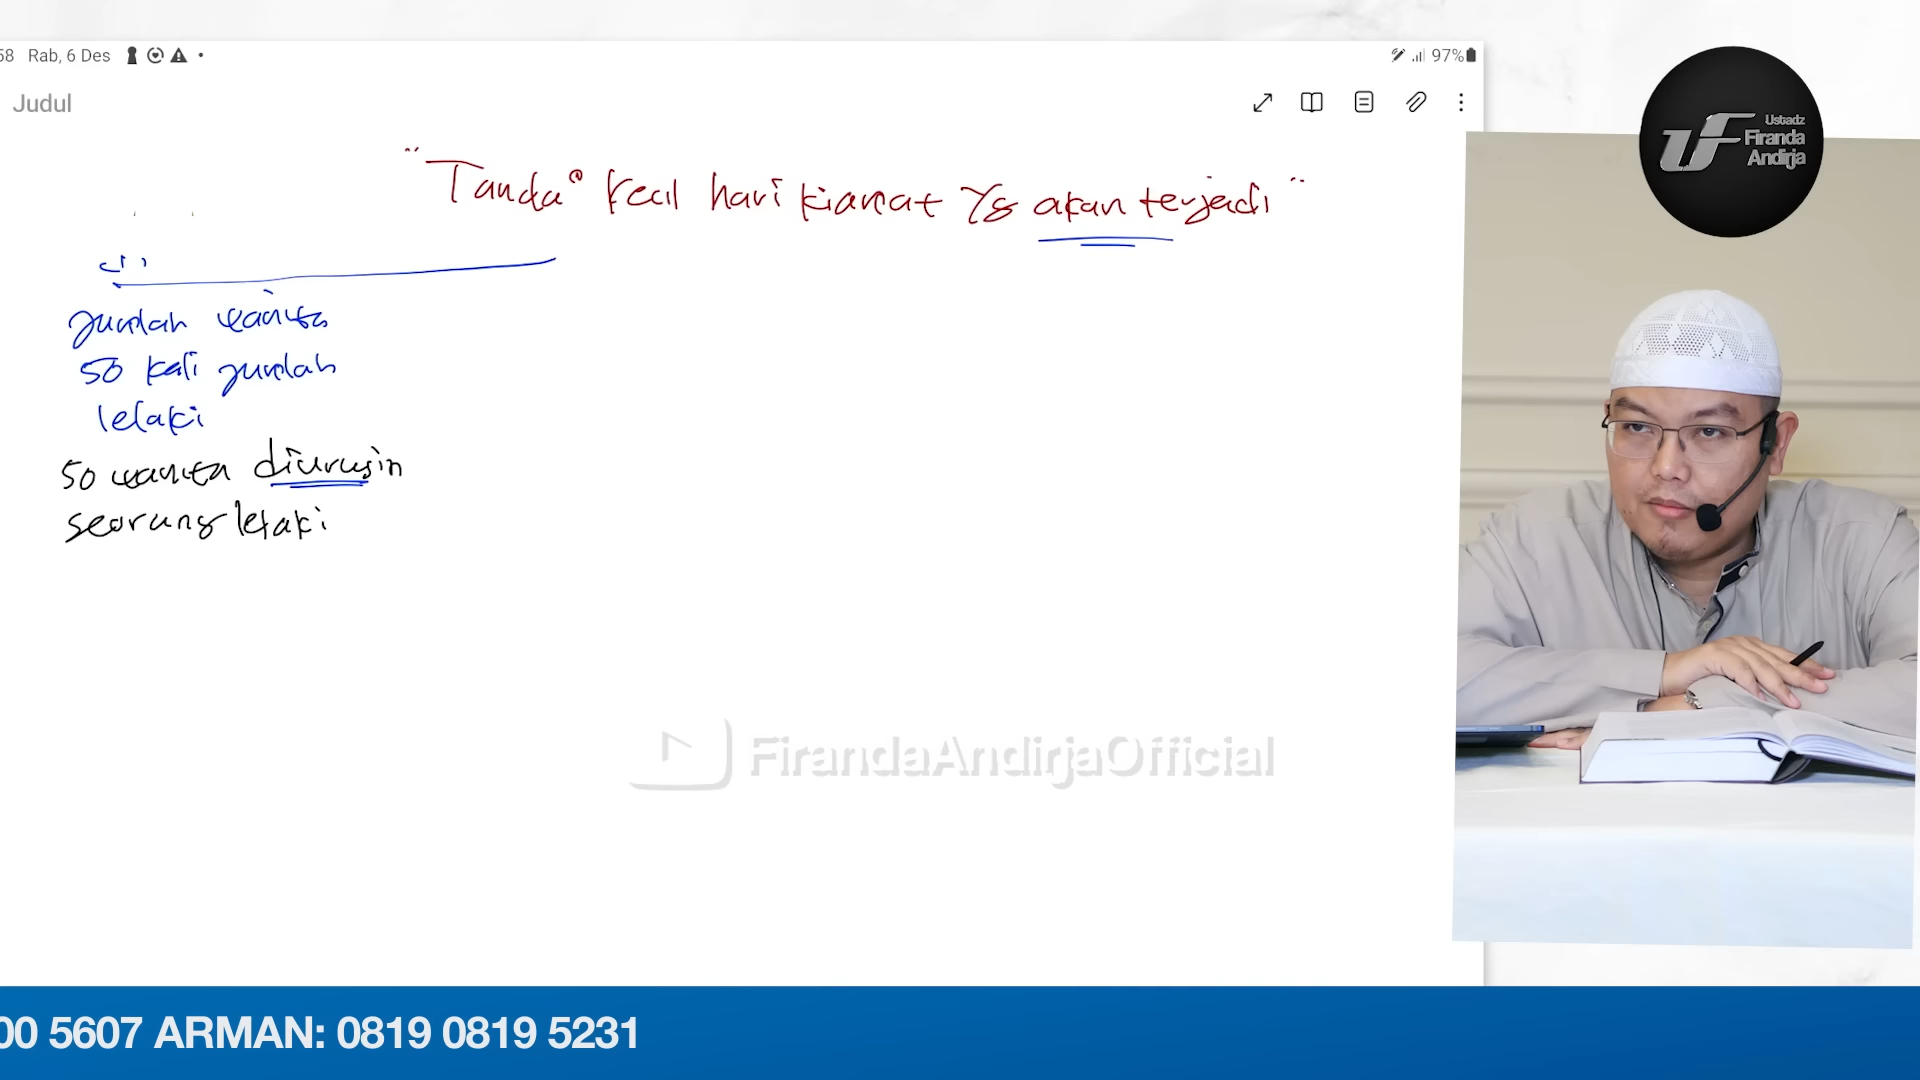 58 Rab, 6 Des
97%
Judul
"Tanda² kecil hari kiamat Yg akan terjadi"
jumlah wanita
50 kali jumlah
lelaki
50 wanita diurusin
seorang lelaki
Ustadz
Firanda
Andirja
FirandaAndirjaOfficial
00 5607 ARMAN: 0819 0819 5231